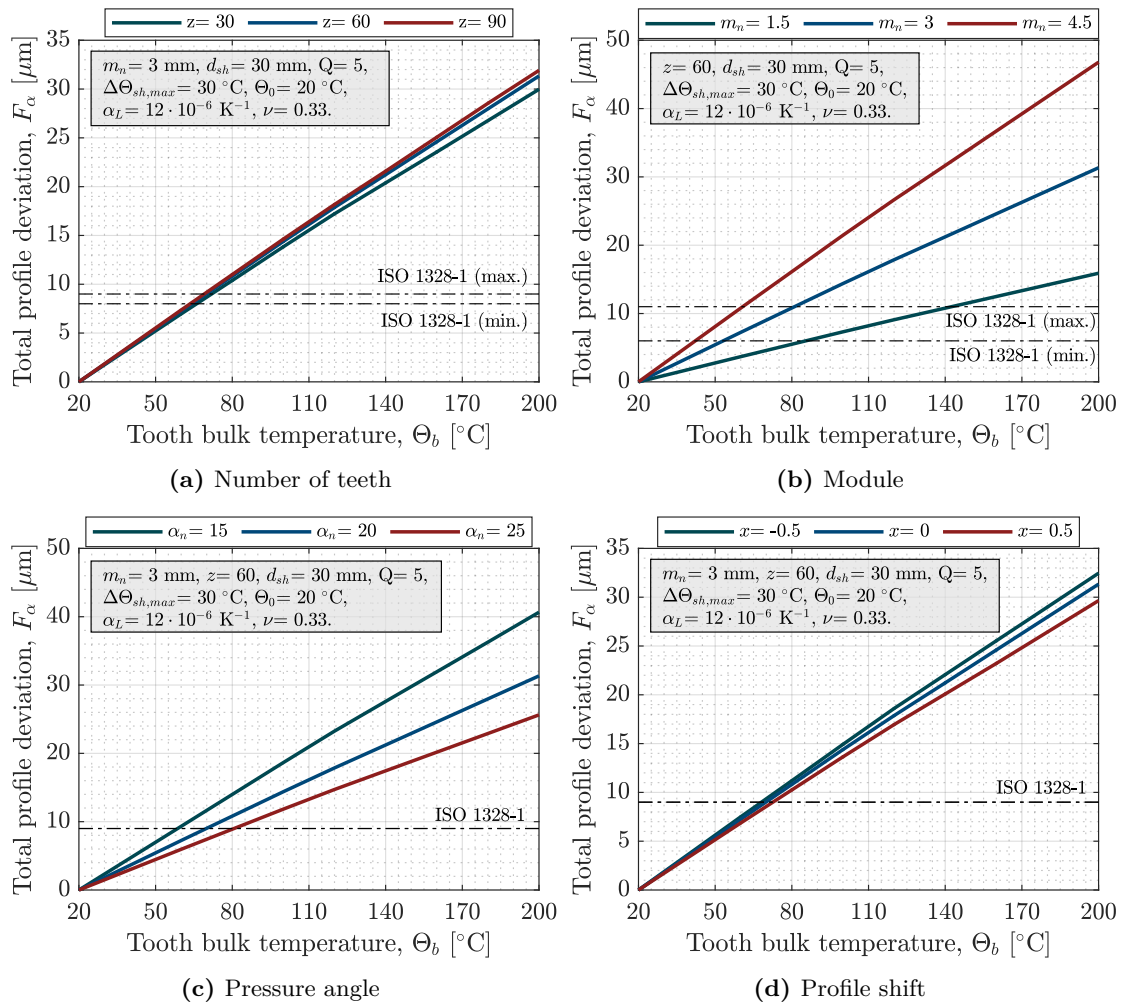 z= 30 z= 60 z= 90
35
30
25
20
15
10
5
0
Total profile deviation, F_α [μm]
m_n= 3 mm, d_sh= 30 mm, Q= 5,
ΔΘ_sh,max= 30 °C, Θ_0= 20 °C,
α_L= 12 · 10^−6 K^−1, ν= 0.33.
ISO 1328-1 (max.)
ISO 1328-1 (min.)
20 50 80 110 140 170 200
Tooth bulk temperature, Θ_b [°C]
(a) Number of teeth
m_n= 1.5 m_n= 3 m_n= 4.5
50
40
30
20
10
0
Total profile deviation, F_α [μm]
z= 60, d_sh= 30 mm, Q= 5,
ΔΘ_sh,max= 30 °C, Θ_0= 20 °C,
α_L= 12 · 10^−6 K^−1, ν= 0.33.
ISO 1328-1 (max.)
ISO 1328-1 (min.)
20 50 80 110 140 170 200
Tooth bulk temperature, Θ_b [°C]
(b) Module
α_n= 15 α_n= 20 α_n= 25
50
40
30
20
10
0
Total profile deviation, F_α [μm]
m_n= 3 mm, z= 60, d_sh= 30 mm, Q= 5,
ΔΘ_sh,max= 30 °C, Θ_0= 20 °C,
α_L= 12 · 10^−6 K^−1, ν= 0.33.
ISO 1328-1
20 50 80 110 140 170 200
Tooth bulk temperature, Θ_b [°C]
(c) Pressure angle
x= -0.5 x= 0 x= 0.5
35
30
25
20
15
10
5
0
Total profile deviation, F_α [μm]
m_n= 3 mm, z= 60, d_sh= 30 mm, Q= 5,
ΔΘ_sh,max= 30 °C, Θ_0= 20 °C,
α_L= 12 · 10^−6 K^−1, ν= 0.33.
ISO 1328-1
20 50 80 110 140 170 200
Tooth bulk temperature, Θ_b [°C]
(d) Profile shift